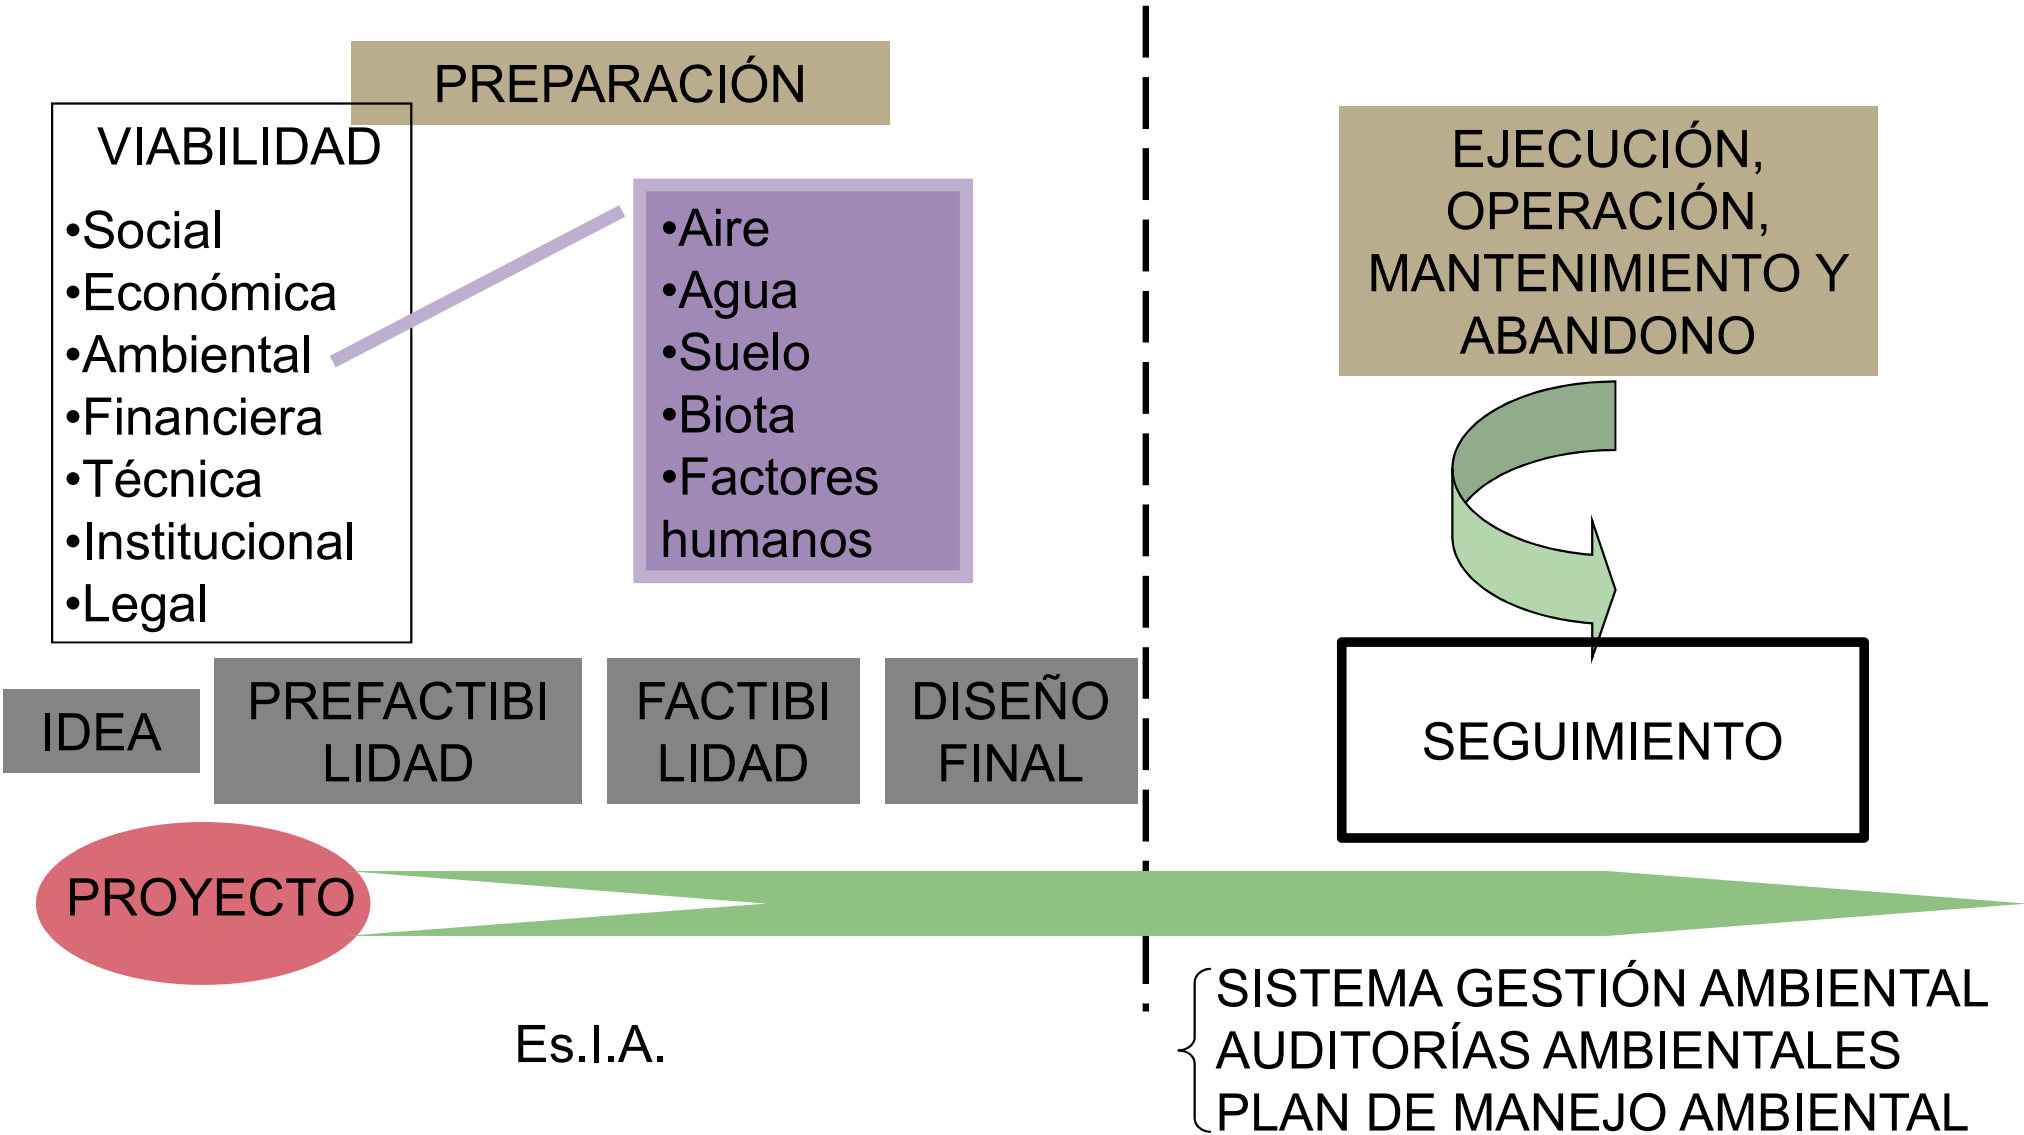 PREPARACIÓN
VIABILIDAD
•Social
•Económica
•Ambiental
•Financiera
•Técnica
•Institucional
•Legal
•Aire
•Agua
•Suelo
•Biota
•Factores
humanos
EJECUCIÓN,
OPERACIÓN,
MANTENIMIENTO Y
ABANDONO
IDEA
PREFACTIBI
LIDAD
FACTIBI
LIDAD
DISEÑO
FINAL
SEGUIMIENTO
PROYECTO
Es.I.A.
SISTEMA GESTIÓN AMBIENTAL
AUDITORÍAS AMBIENTALES
PLAN DE MANEJO AMBIENTAL